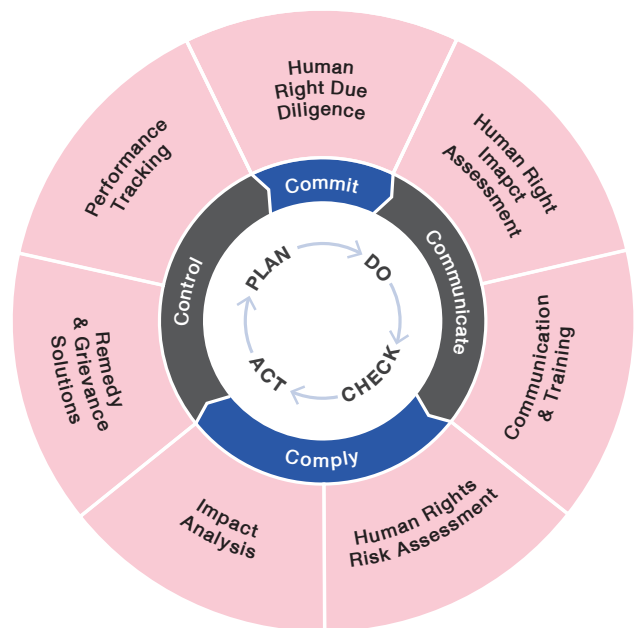 Human
Right Due
Diligence
Human Right
Imapct
Assessment
Communication
& Training
Human Rights
Risk Assessment
Impact
Analysis
Remedy
& Grievance
Solutions
Performance
Tracking
Commit
Communicate
Comply
Control
PLAN
DO
CHECK
ACT